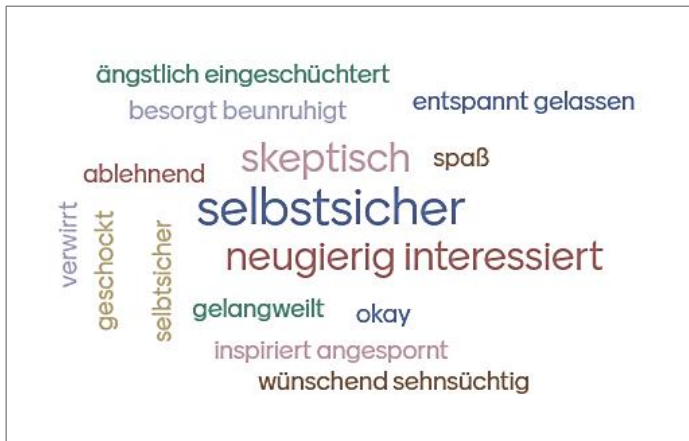 ängstlich eingeschüchtert
besorgt beunruhigt
entspannt gelassen
skeptisch
spaß
ablehnend
selbstsicher
verwirrt
geschockt
selbtsicher
neugierig interessiert
gelangweilt
okay
inspiriert angespornt
wünschend sehnsüchtig